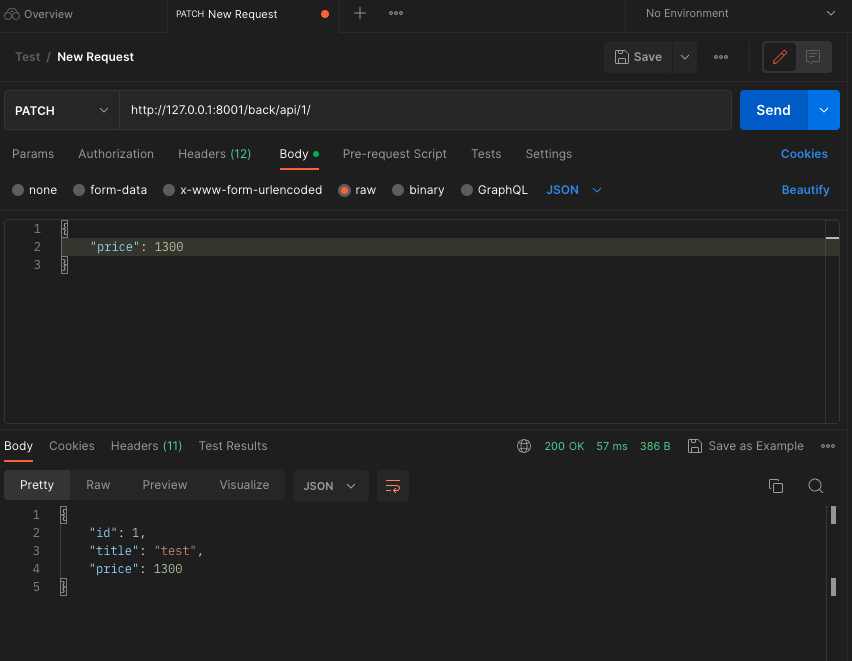 Overview
PATCH New Request
No Environment
Test / New Request
Save
PATCH
http://127.0.0.1:8001/back/api/1/
Send
Params Authorization Headers (12) Body Pre-request Script Tests Settings Cookies
none form-data x-www-form-urlencoded raw binary GraphQL JSON Beautify
1 {
2 "price": 1300
3 }
Body Cookies Headers (11) Test Results 200 OK 57 ms 386 B Save as Example
Pretty Raw Preview Visualize JSON
1 {
2 "id": 1,
3 "title": "test",
4 "price": 1300
5 }